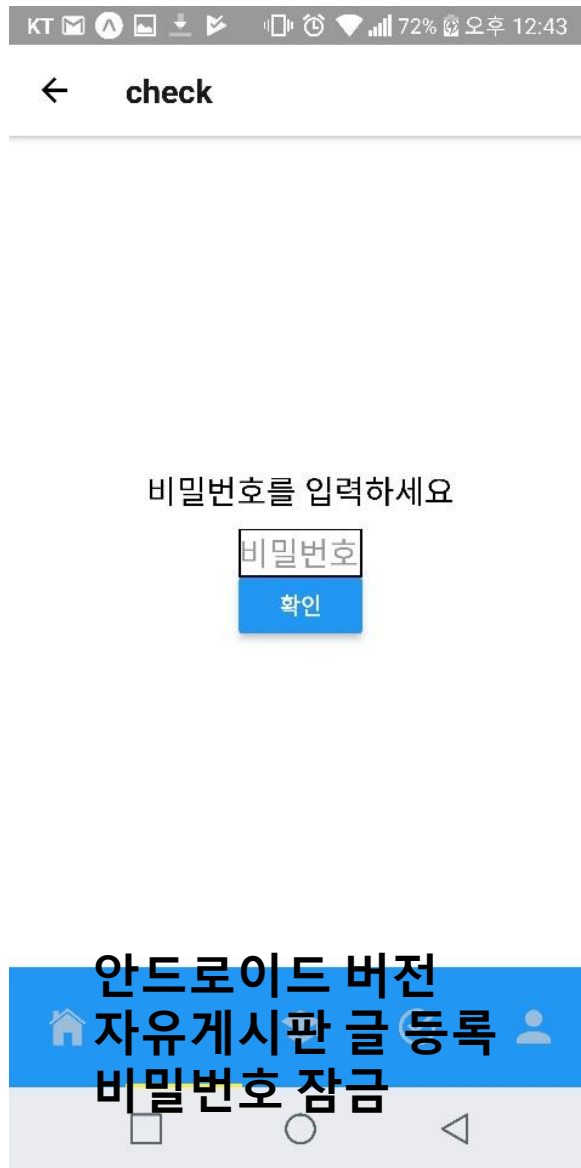 KT 72% 오후 12:43
check
비밀번호를 입력하세요
비밀번호
확인
안드로이드 버전
자유게시판 글 등록
비밀번호 잠금